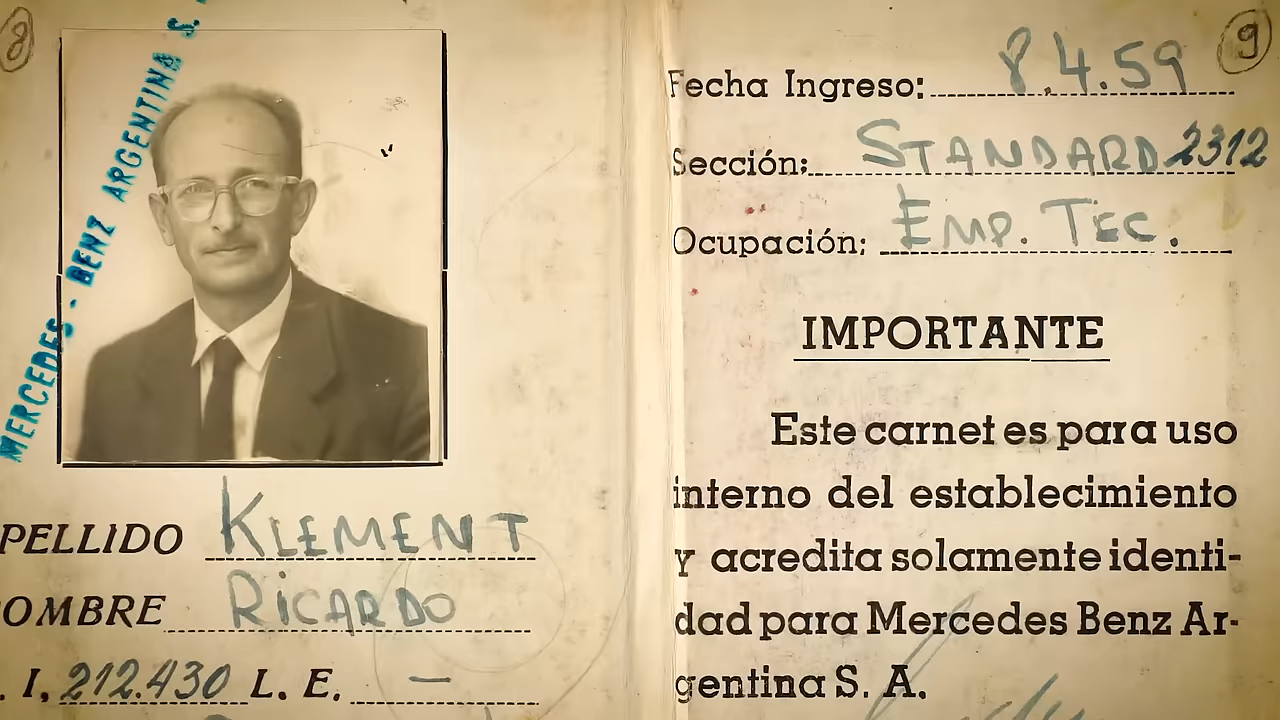 8
MERCEDES - BENZ ARGENTINA S.
PELLIDO KLEMENT
OMBRE RICARDO
. I, 212.430 L. E. —
9
Fecha Ingreso: 8.4.59
Sección: STANDARD 2312
Ocupación: EMP. TEC.
IMPORTANTE
Este carnet es para uso
interno del establecimiento
y acredita solamente identi-
dad para Mercedes Benz Ar-
gentina S. A.